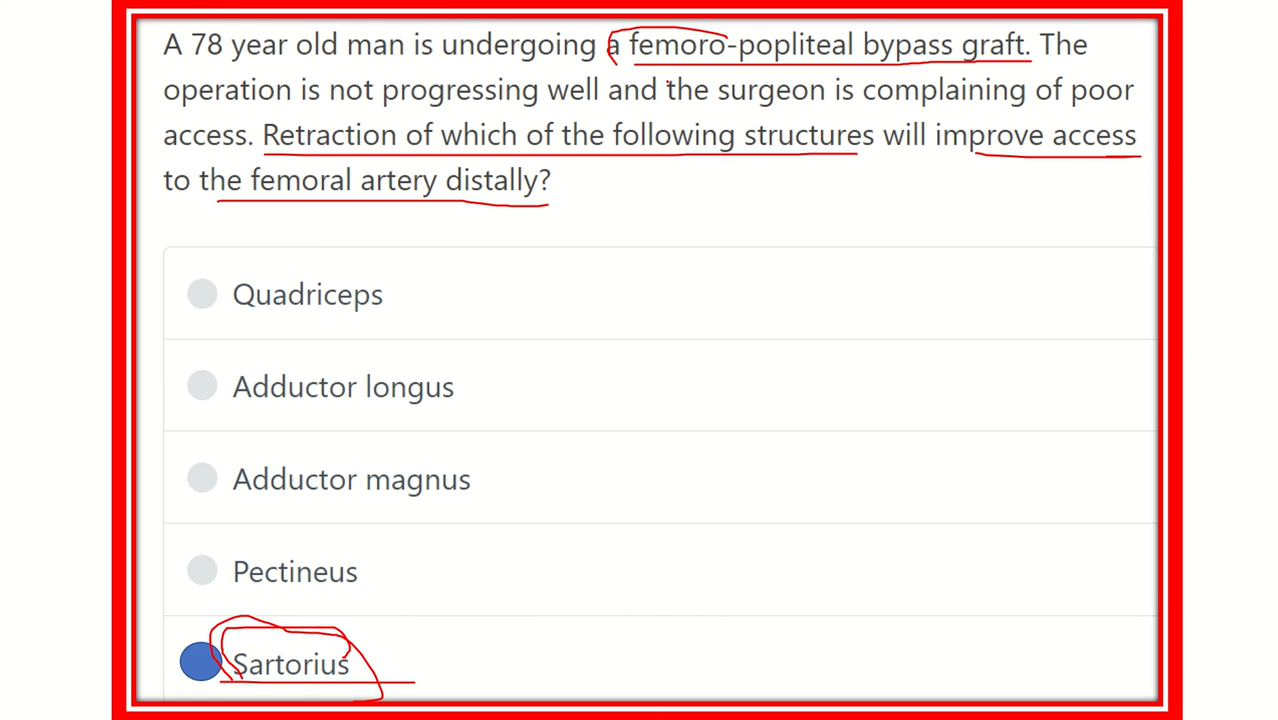 A 78 year old man is undergoing a femoro-popliteal bypass graft. The
operation is not progressing well and the surgeon is complaining of poor
access. Retraction of which of the following structures will improve access
to the femoral artery distally?
Quadriceps
Adductor longus
Adductor magnus
Pectineus
Sartorius